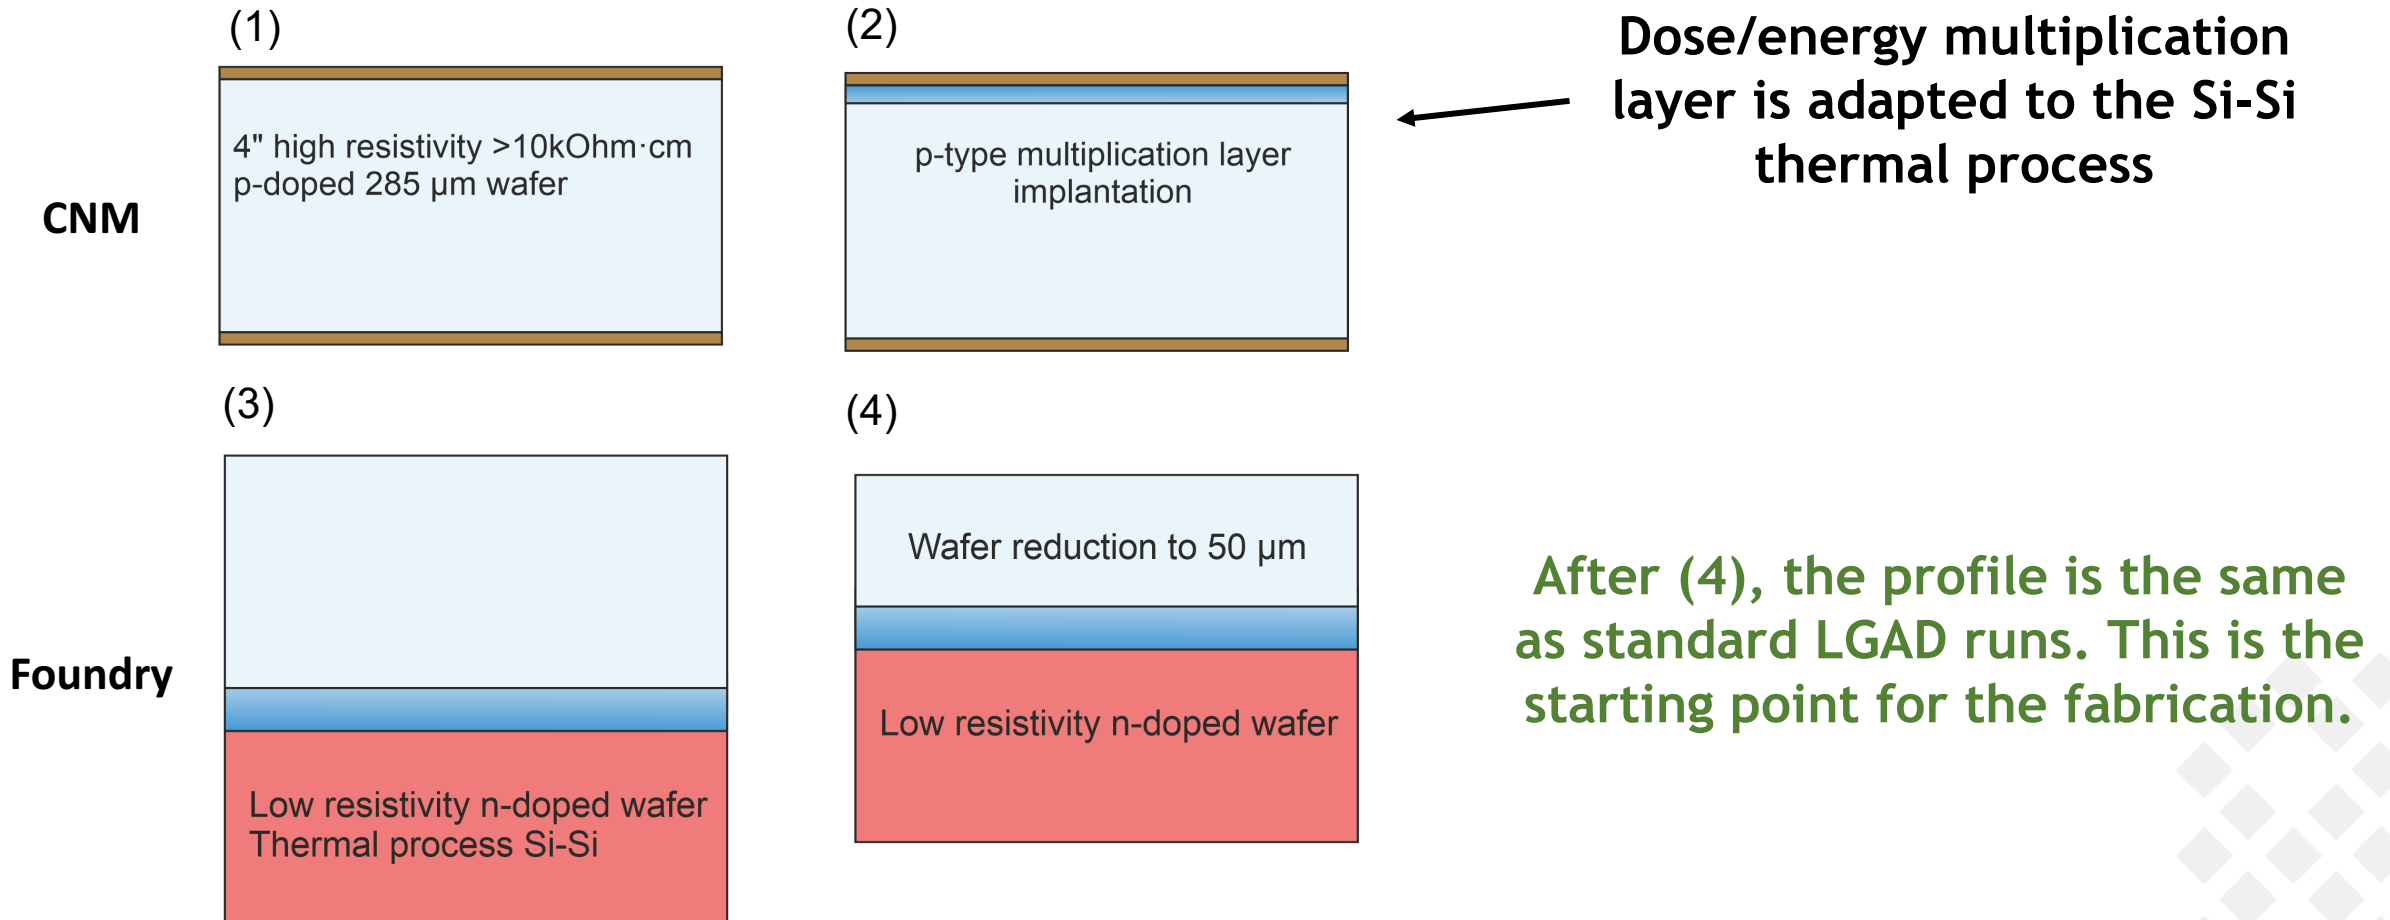 (1)
4" high resistivity >10kOhm·cm
p-doped 285 µm wafer
(2)
p-type multiplication layer
implantation
Dose/energy multiplication
layer is adapted to the Si-Si
thermal process
CNM
(3)
Low resistivity n-doped wafer
Thermal process Si-Si
(4)
Wafer reduction to 50 µm
Low resistivity n-doped wafer
After (4), the profile is the same
as standard LGAD runs. This is the
starting point for the fabrication.
Foundry